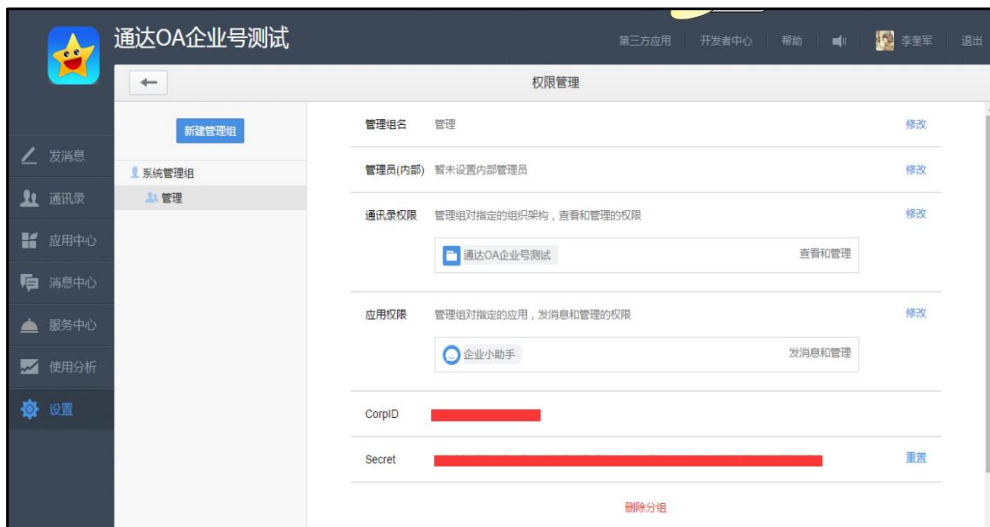 通达OA企业号测试
第三方应用 开发者中心 帮助 李奎军 退出
权限管理
新建管理组
系统管理组
管理
发消息
通讯录
应用中心
消息中心
服务中心
使用分析
设置
管理组名 管理 修改
管理员(内部) 暂未设置内部管理员 修改
通讯录权限 管理组对指定的组织架构，查看和管理的权限 修改
通达OA企业号测试 查看和管理
应用权限 管理组对指定的应用，发消息和管理的权限 修改
企业小助手 发消息和管理
CorpID
Secret 重置
删除分组